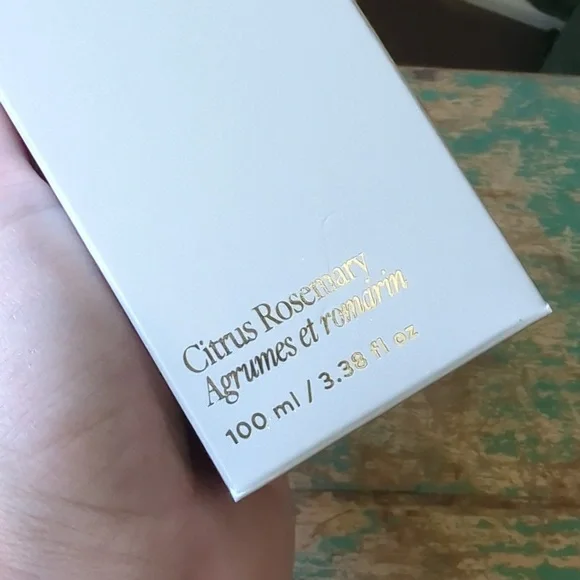 Citrus Rosemary
Agrumes et romarin
100 ml / 3.38 fl oz